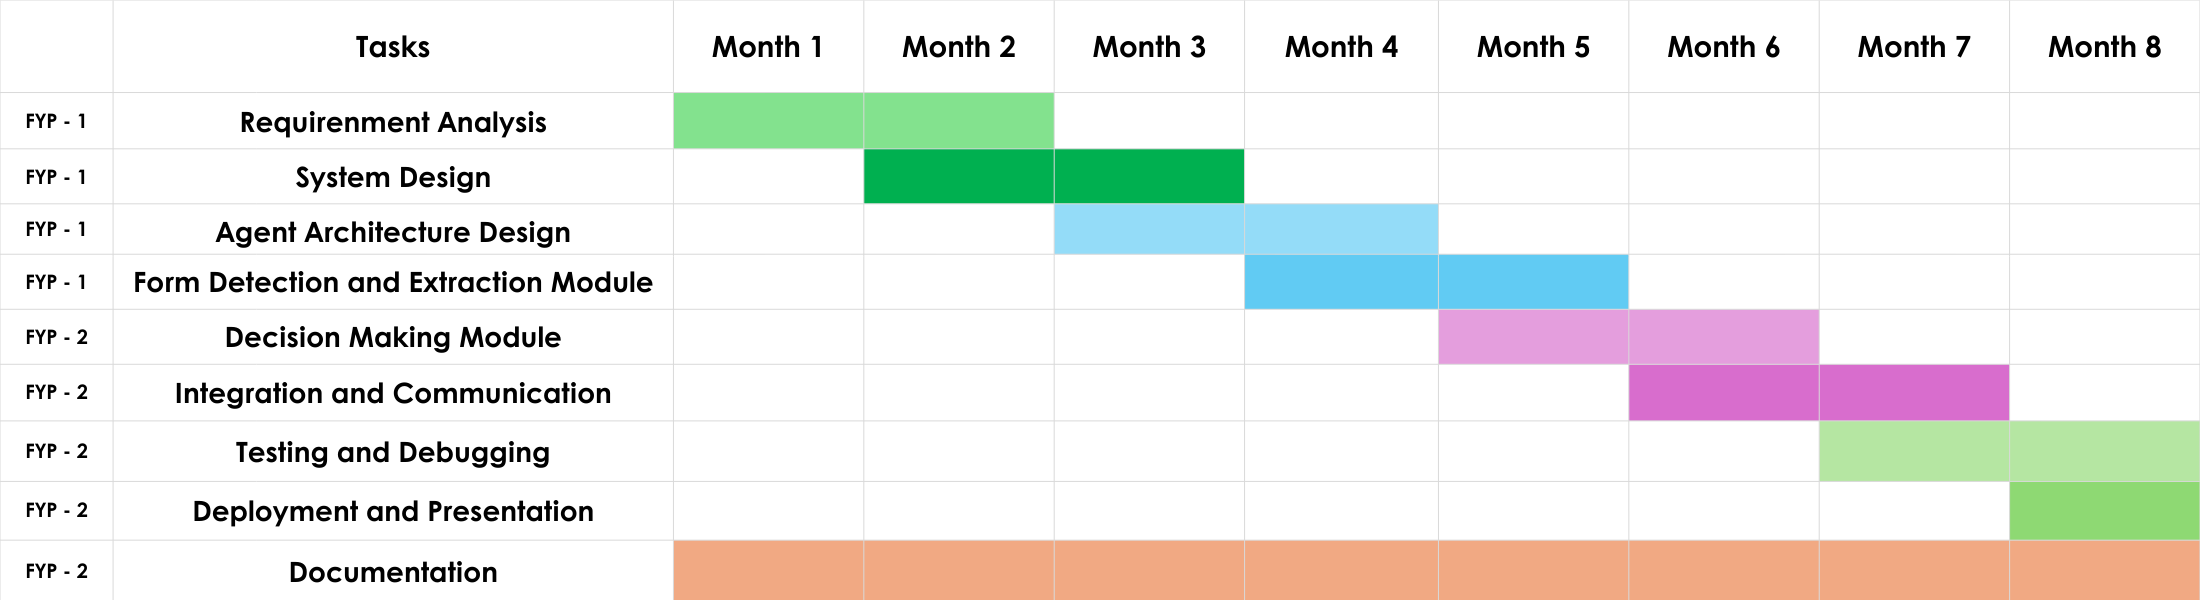 Tasks Month 1 Month 2 Month 3 Month 4 Month 5 Month 6 Month 7 Month 8
FYP - 1 Requirenment Analysis
FYP - 1 System Design
FYP - 1 Agent Architecture Design
FYP - 1 Form Detection and Extraction Module
FYP - 2 Decision Making Module
FYP - 2 Integration and Communication
FYP - 2 Testing and Debugging
FYP - 2 Deployment and Presentation
FYP - 2 Documentation